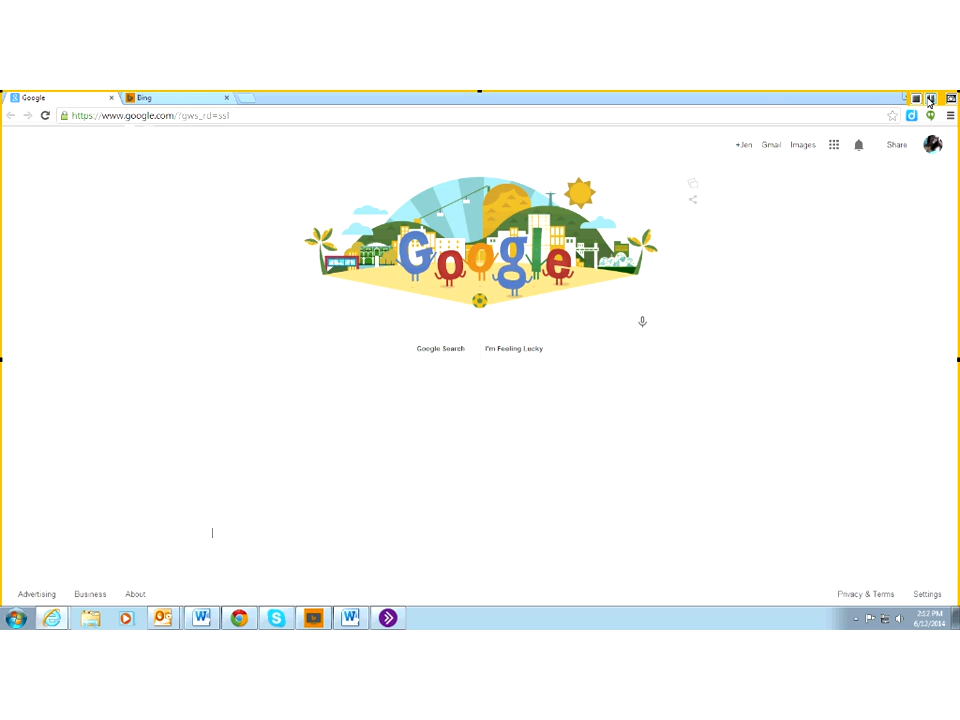 Google
Bing
https://www.google.com/?gws_rd=ssl
+Jen Gmail Images Share
Google
Google Search I'm Feeling Lucky
Advertising Business About
Privacy & Terms Settings
2:12 PM
6/12/2014